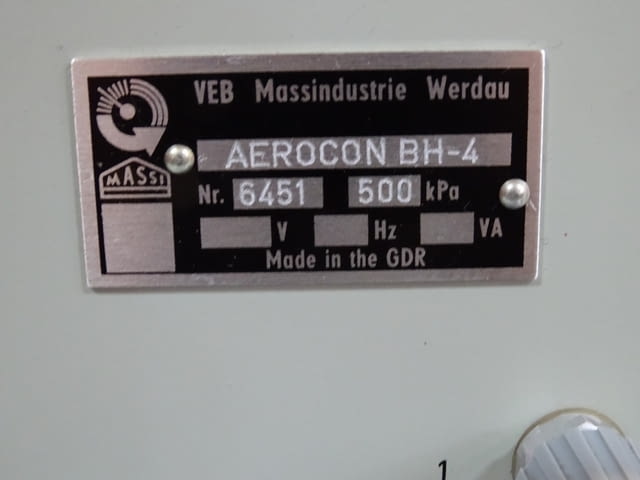 VEB Massindustrie Werdau
AEROCON BH-4
MASSI
Nr. 6451 500 kPa
V Hz VA
Made in the GDR
1